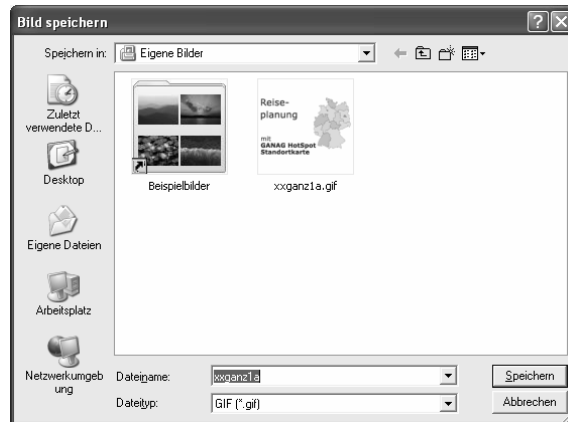 Bild speichern
Speichern in:
Eigene Bilder
Zuletzt
verwendete D...
Desktop
Eigene Dateien
Arbeitsplatz
Netzwerkumgeb
ung
Reise-
planung
mit
GANAG HotSpot
Standortkarte
Beispielbilder
xxganz1a.gif
Dateiname:
xxganz1a
Speichern
Dateityp:
GIF (*.gif)
Abbrechen